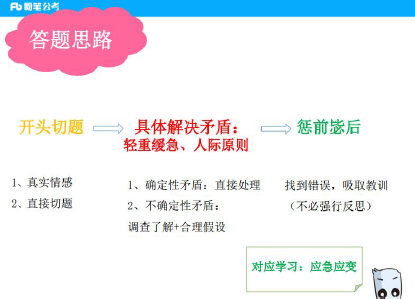 Fb 粉笔公考
答题思路
开头切题
具体解决矛盾：
轻重缓急、人际原则
惩前毖后
1、真实情感
2、直接切题
1、确定性矛盾：直接处理
2、不确定性矛盾：
调查了解+合理假设
找到错误，吸取教训
（不必强行反思）
对应学习：应急应变